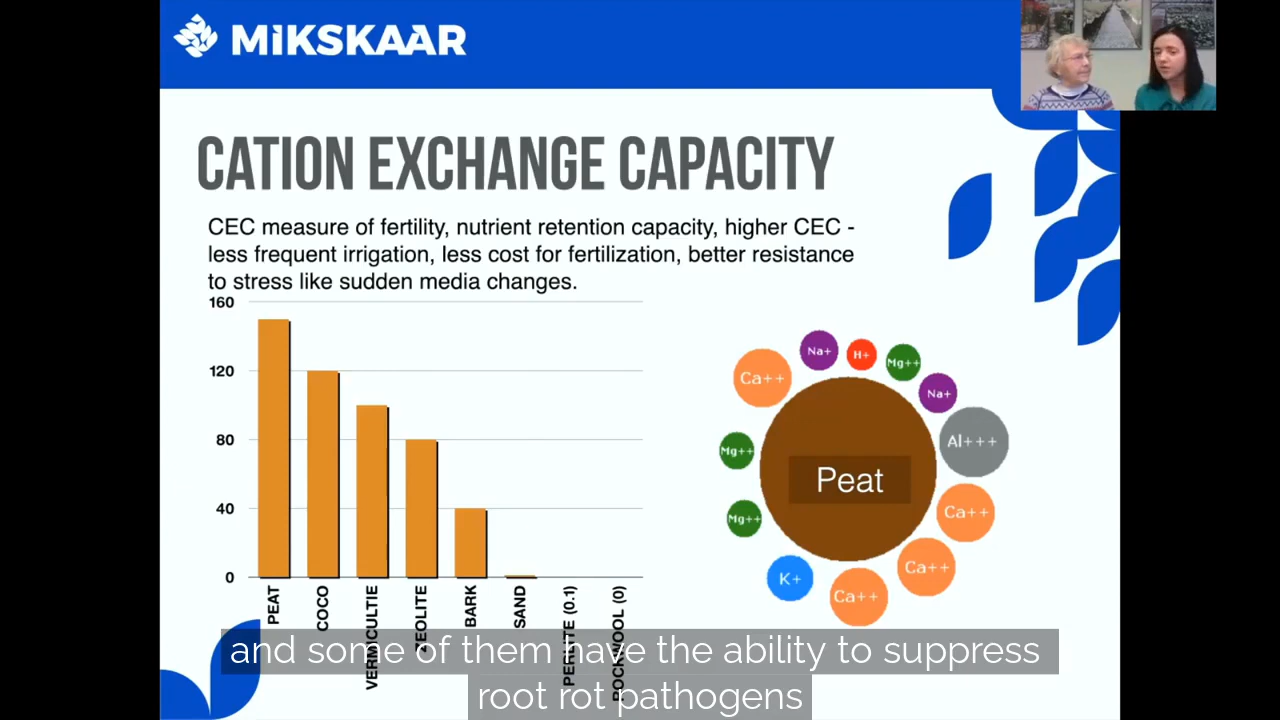 MiKSKAAR
CATION EXCHANGE CAPACITY
CEC measure of fertility, nutrient retention capacity, higher CEC -
less frequent irrigation, less cost for fertilization, better resistance
to stress like sudden media changes.
160
120
80
40
0
PEAT
COCO
VERMICULTIE
ZEOLITE
BARK
SAND
PERLITE (0.1)
ROCKWOOL (0)
Na+
H+
Mg++
Ca++
Na+
Al+++
Mg++
Peat
Ca++
Mg++
Ca++
K+
Ca++
and some of them have the ability to suppress
root rot pathogens